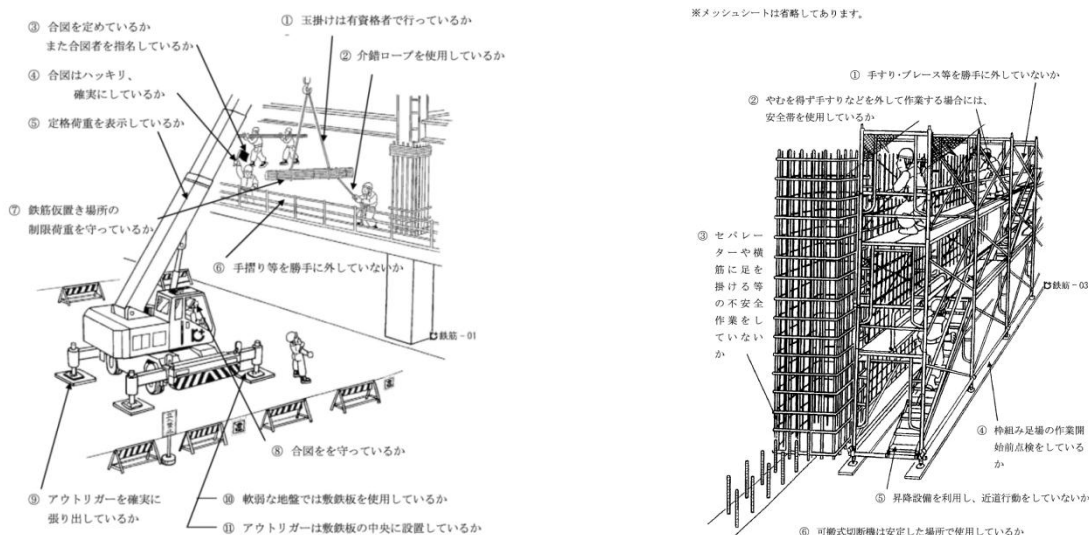 ① 玉掛けは有資格者で行っているか
② 介錯ロープを使用しているか
③ 合図を定めているか
また合図者を指名しているか
④ 合図はハッキリ、
確実にしているか
⑤ 定格荷重を表示しているか
⑦ 鉄筋仮置き場所の
制限荷重を守っているか
⑥ 手摺り等を勝手に外していないか
鉄筋-01
⑧ 合図をを守っているか
⑨ アウトリガーを確実に
張り出しているか
⑩ 軟弱な地盤では敷鉄板を使用しているか
⑪ アウトリガーは敷鉄板の中央に設置しているか
※メッシュシートは省略してあります。
① 手すり・ブレース等を勝手に外していないか
② やむを得ず手すりなどを外して作業する場合には、
安全帯を使用しているか
③ セパレー
ターや横
筋に足を
掛ける等
の不安全
作業をし
ていない
か
鉄筋-03
④ 枠組み足場の作業開
始前点検をしている
か
⑤ 昇降設備を利用し、近道行動をしていないか
⑥ 可搬式切断機は安定した場所で使用しているか